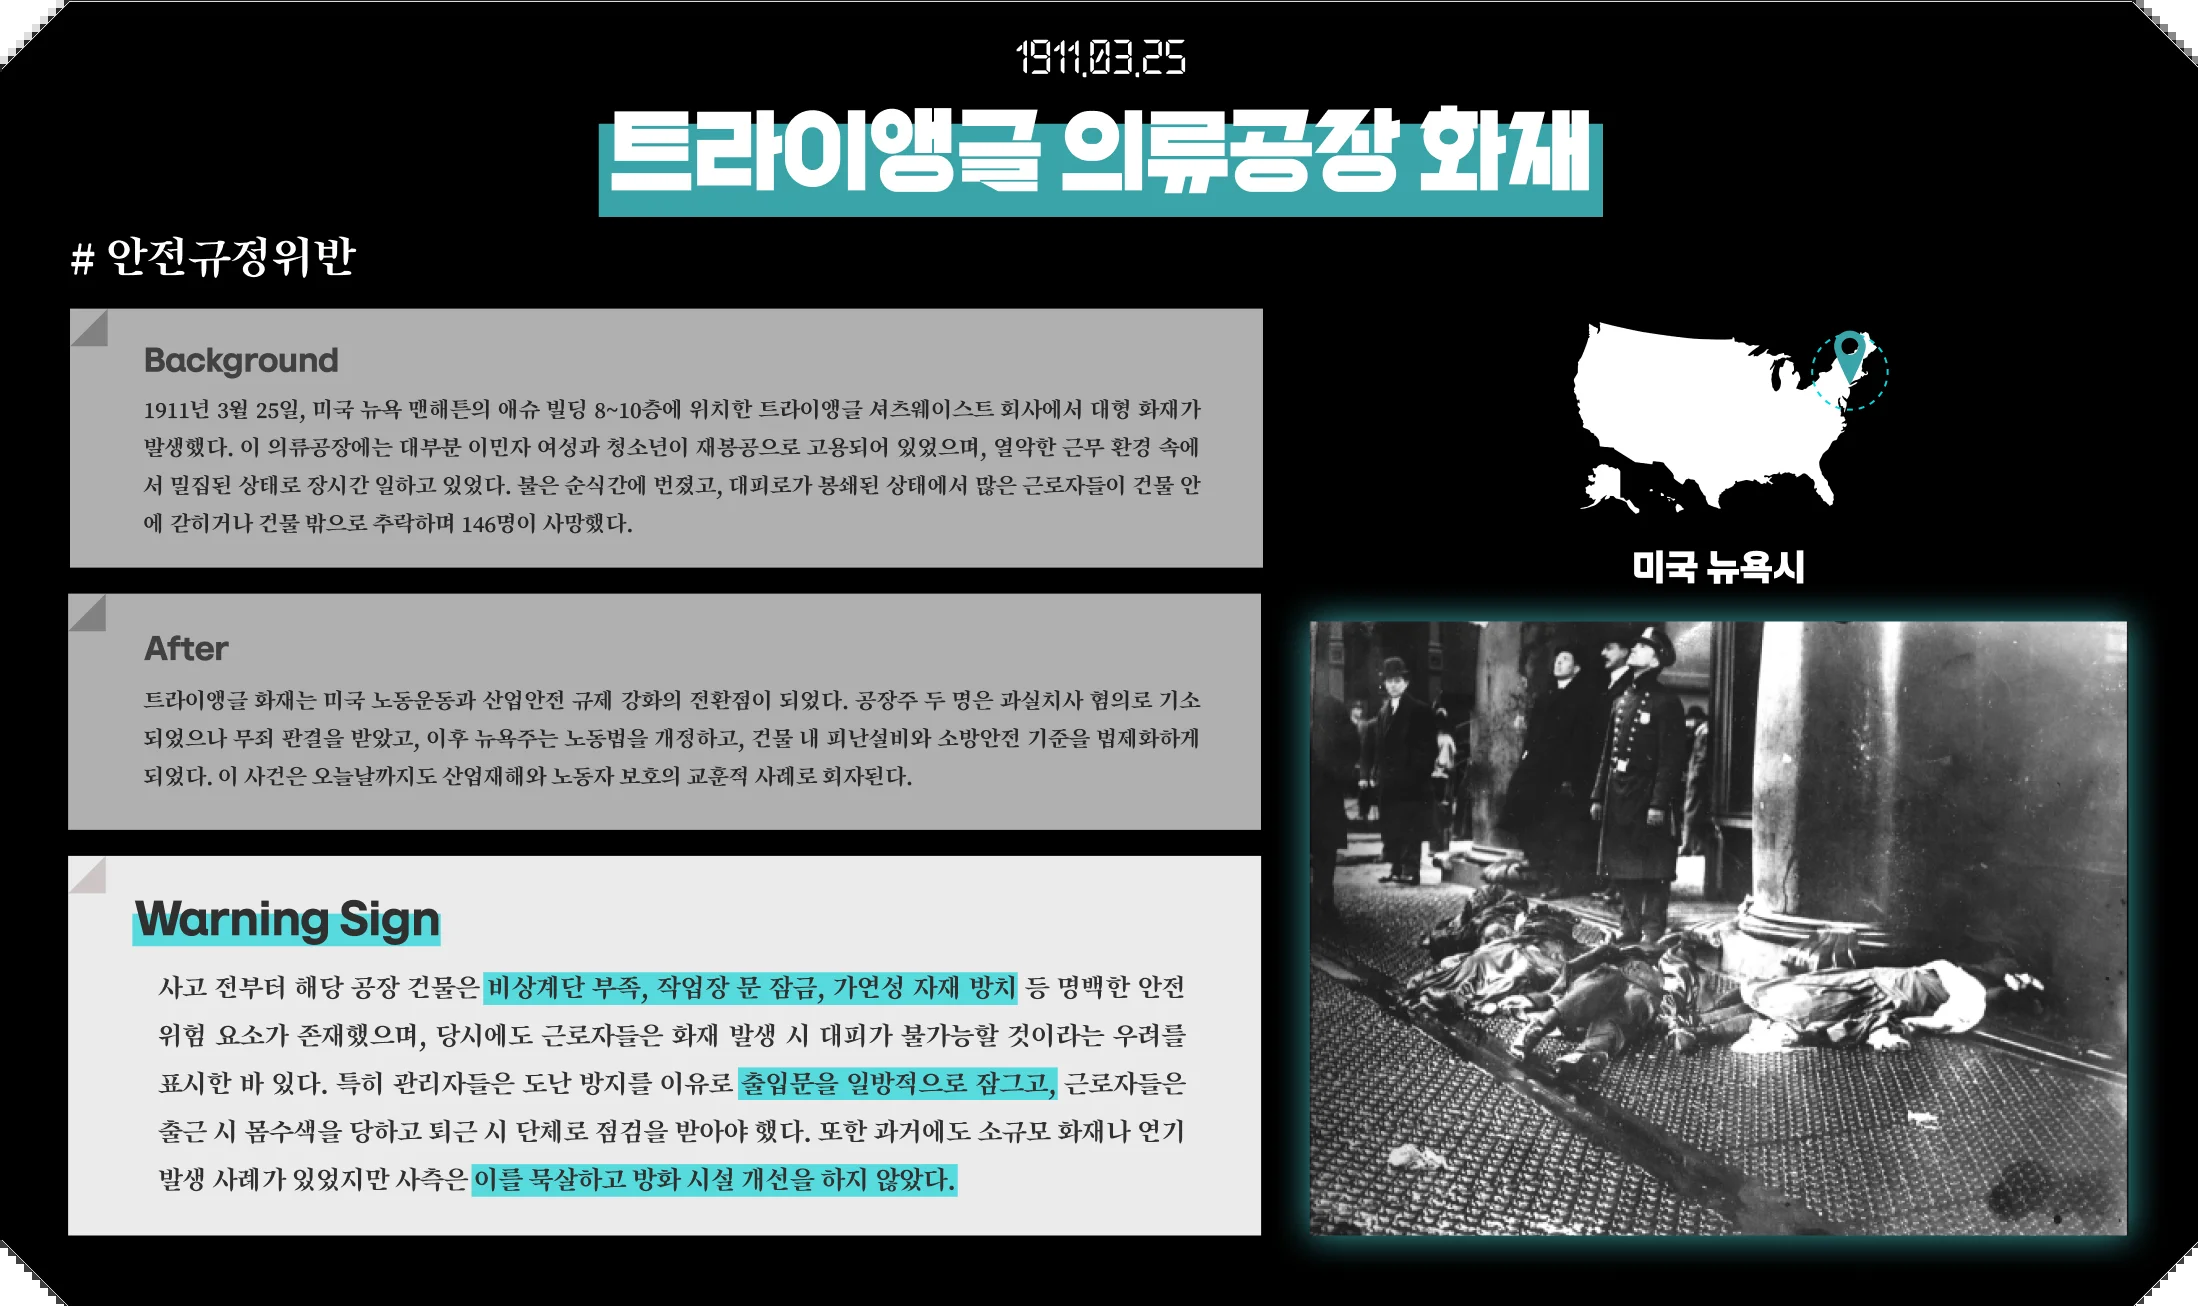 1911.03.25
트라이앵글 의류공장 화재
# 안전규정위반
Background
1911년 3월 25일, 미국 뉴욕 맨해튼의 애슈 빌딩 8~10층에 위치한 트라이앵글 셔츠웨이스트 회사에서 대형 화재가
발생했다. 이 의류공장에는 대부분 이민자 여성과 청소년이 재봉공으로 고용되어 있었으며, 열악한 근무 환경 속에
서 밀집된 상태로 장시간 일하고 있었다. 불은 순식간에 번졌고, 대피로가 봉쇄된 상태에서 많은 근로자들이 건물 안
에 갇히거나 건물 밖으로 추락하며 146명이 사망했다.
After
트라이앵글 화재는 미국 노동운동과 산업안전 규제 강화의 전환점이 되었다. 공장주 두 명은 과실치사 혐의로 기소
되었으나 무죄 판결을 받았고, 이후 뉴욕주는 노동법을 개정하고, 건물 내 피난설비와 소방안전 기준을 법제화하게
되었다. 이 사건은 오늘날까지도 산업재해와 노동자 보호의 교훈적 사례로 회자된다.
Warning Sign
사고 전부터 해당 공장 건물은 비상계단 부족, 작업장 문 잠금, 가연성 자재 방치 등 명백한 안전
위험 요소가 존재했으며, 당시에도 근로자들은 화재 발생 시 대피가 불가능할 것이라는 우려를
표시한 바 있다. 특히 관리자들은 도난 방지를 이유로 출입문을 일방적으로 잠그고, 근로자들은
출근 시 몸수색을 당하고 퇴근 시 단체로 점검을 받아야 했다. 또한 과거에도 소규모 화재나 연기
발생 사례가 있었지만 사측은 이를 묵살하고 방화 시설 개선을 하지 않았다.
미국 뉴욕시